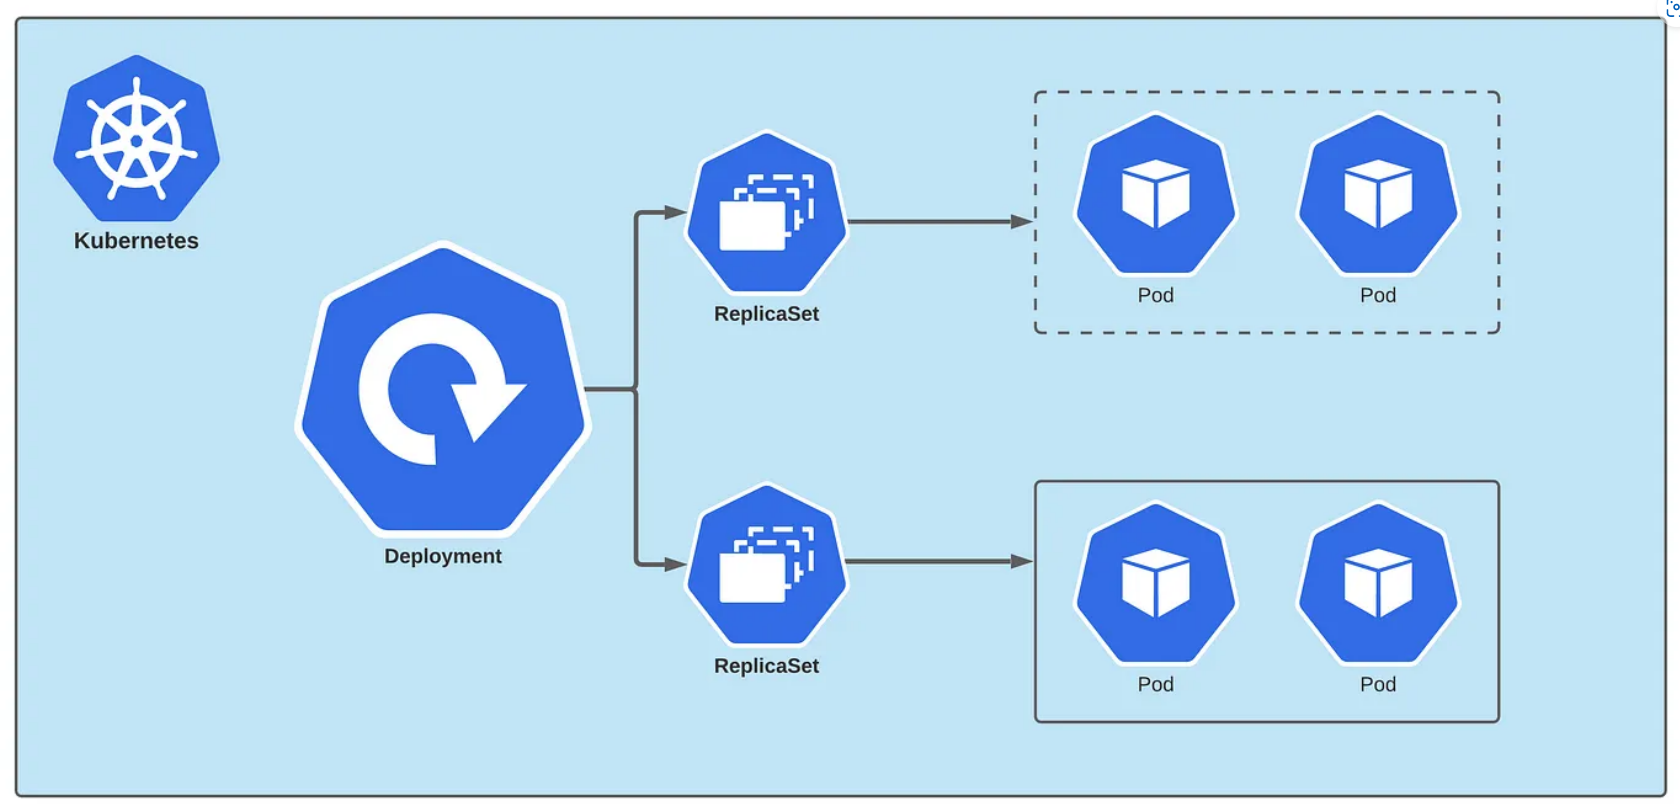 Kubernetes
Deployment
ReplicaSet
Pod
Pod
ReplicaSet
Pod
Pod